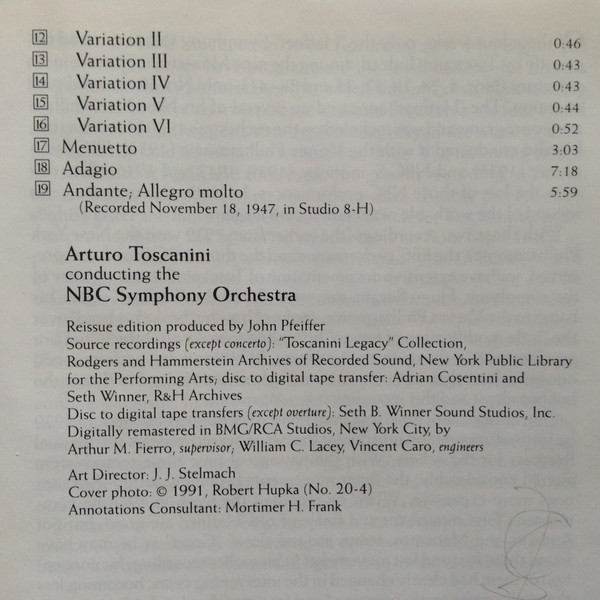 12 Variation II 0:46
13 Variation III 0:43
14 Variation IV 0:43
15 Variation V 0:44
16 Variation VI 0:52
17 Menuetto 3:03
18 Adagio 7:18
19 Andante; Allegro molto 5:59
(Recorded November 18, 1947, in Studio 8-H)
Arturo Toscanini
conducting the
NBC Symphony Orchestra
Reissue edition produced by John Pfeiffer
Source recordings (except concerto): "Toscanini Legacy" Collection,
Rodgers and Hammerstein Archives of Recorded Sound, New York Public Library
for the Performing Arts; disc to digital tape transfer: Adrian Cosentini and
Seth Winner, R&H Archives
Disc to digital tape transfers (except overture): Seth B. Winner Sound Studios, Inc.
Digitally remastered in BMG/RCA Studios, New York City, by
Arthur M. Fierro, supervisor; William C. Lacey, Vincent Caro, engineers
Art Director: J. J. Stelmach
Cover photo: © 1991, Robert Hupka (No. 20-4)
Annotations Consultant: Mortimer H. Frank